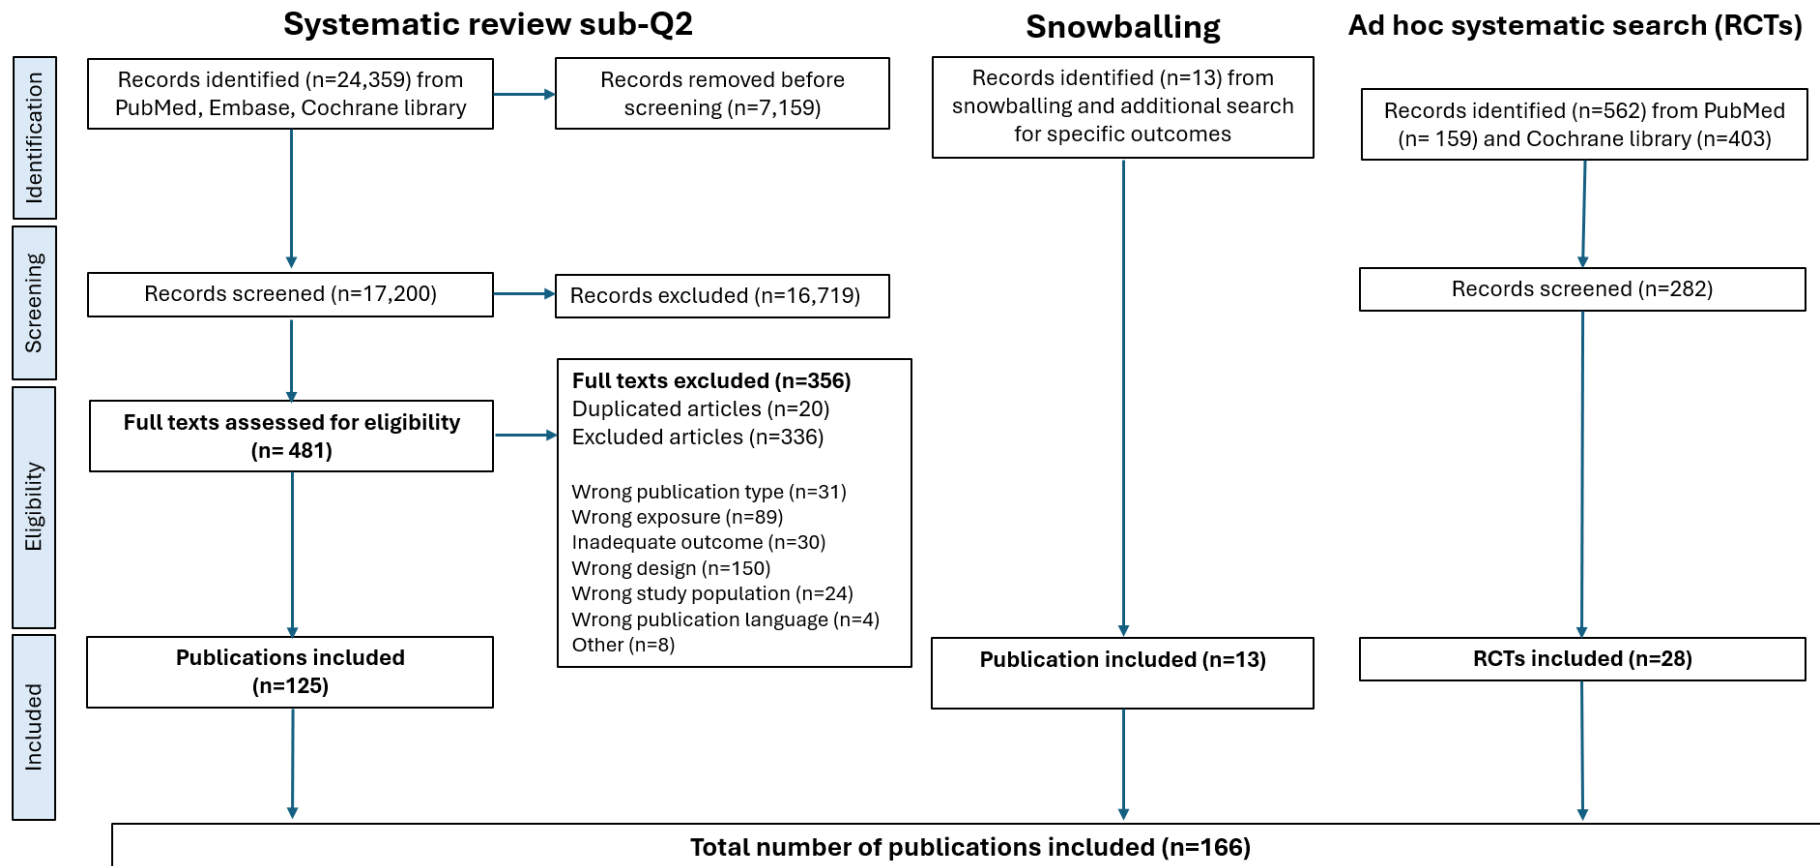 Systematic review sub-Q2
Snowballing
Ad hoc systematic search (RCTs)
Identification
Records identified (n=24,359) from
PubMed, Embase, Cochrane library
Records removed before
screening (n=7,159)
Records identified (n=13) from
snowballing and additional search
for specific outcomes
Records identified (n=562) from PubMed
(n= 159) and Cochrane library (n=403)
Screening
Records screened (n=17,200)
Records excluded (n=16,719)
Records screened (n=282)
Eligibility
Full texts assessed for eligibility
(n= 481)
Full texts excluded (n=356)
Duplicated articles (n=20)
Excluded articles (n=336)
Wrong publication type (n=31)
Wrong exposure (n=89)
Inadequate outcome (n=30)
Wrong design (n=150)
Wrong study population (n=24)
Wrong publication language (n=4)
Other (n=8)
Included
Publications included
(n=125)
Publication included (n=13)
RCTs included (n=28)
Total number of publications included (n=166)